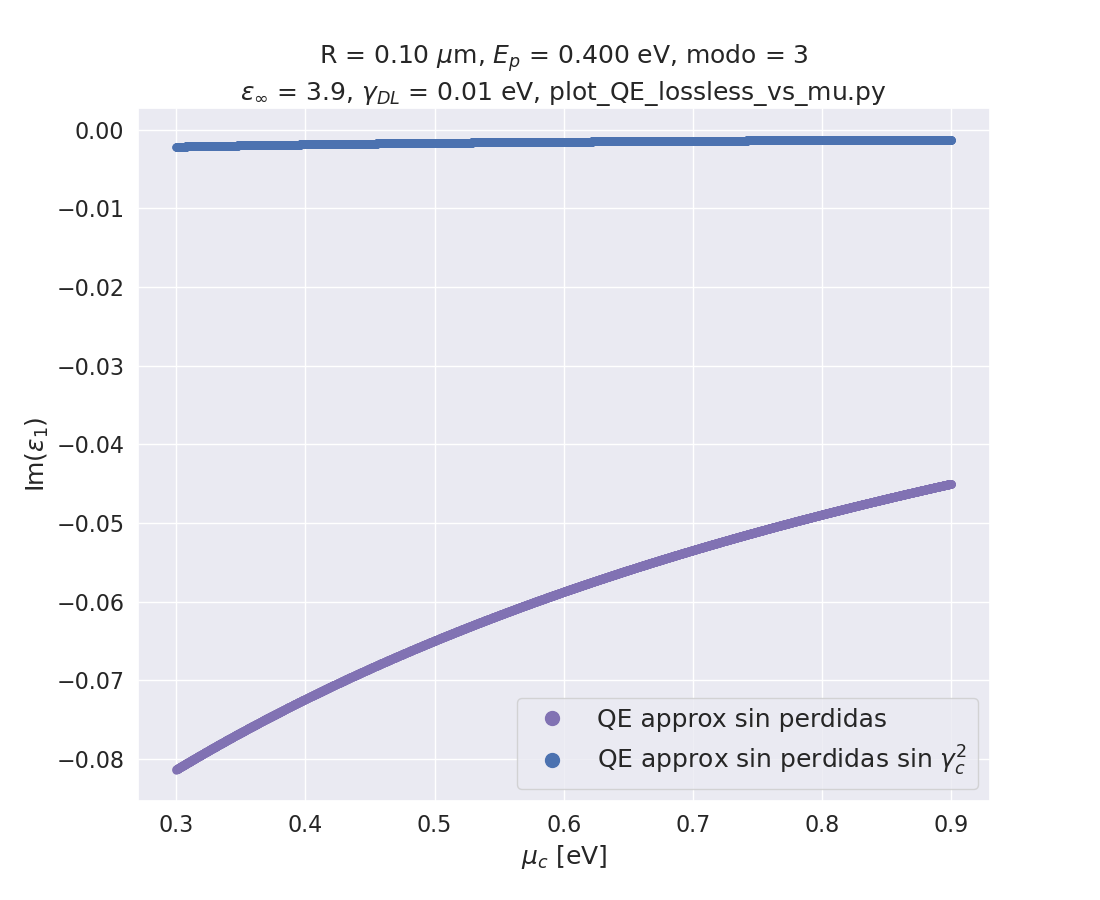 R = 0.10 μm, E_p = 0.400 eV, modo = 3
ε_∞ = 3.9, γ_DL = 0.01 eV, plot_QE_lossless_vs_mu.py
0.00
−0.01
−0.02
−0.03
−0.04
−0.05
−0.06
−0.07
−0.08
Im(ε₁)
QE approx sin perdidas
QE approx sin perdidas sin γ_c^2
0.3 0.4 0.5 0.6 0.7 0.8 0.9
μ_c [eV]